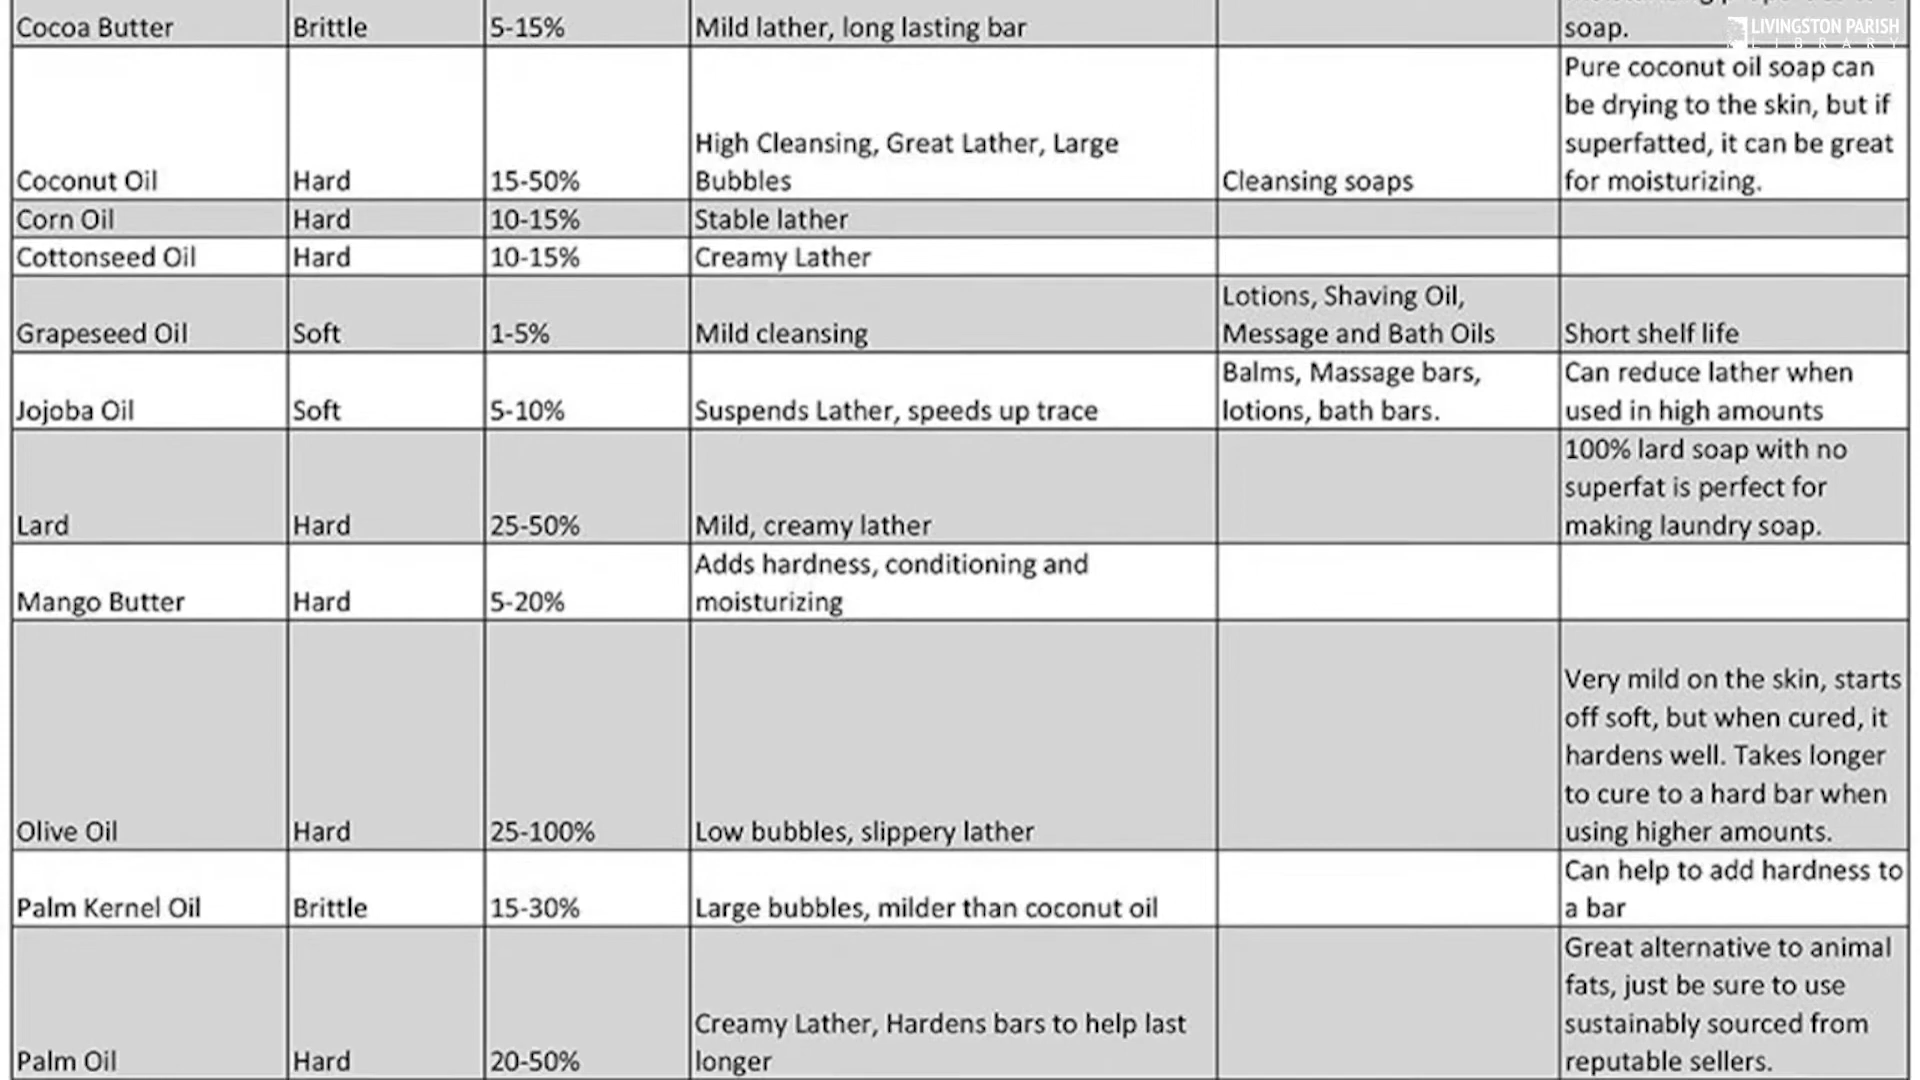 Cocoa Butter Brittle 5-15% Mild lather, long lasting bar soap.
LIVINGSTON PARISH
LIBRARY
Pure coconut oil soap can
be drying to the skin, but if
superfatted, it can be great
for moisturizing.
High Cleansing, Great Lather, Large
Bubbles
Coconut Oil Hard 15-50% Cleansing soaps
Corn Oil Hard 10-15% Stable lather
Cottonseed Oil Hard 10-15% Creamy Lather
Lotions, Shaving Oil,
Message and Bath Oils
Grapeseed Oil Soft 1-5% Mild cleansing Short shelf life
Balms, Massage bars,
lotions, bath bars.
Can reduce lather when
used in high amounts
Jojoba Oil Soft 5-10% Suspends Lather, speeds up trace
100% lard soap with no
superfat is perfect for
making laundry soap.
Lard Hard 25-50% Mild, creamy lather
Adds hardness, conditioning and
moisturizing
Mango Butter Hard 5-20%
Very mild on the skin, starts
off soft, but when cured, it
hardens well. Takes longer
to cure to a hard bar when
using higher amounts.
Olive Oil Hard 25-100% Low bubbles, slippery lather
Can help to add hardness to
a bar
Palm Kernel Oil Brittle 15-30% Large bubbles, milder than coconut oil
Great alternative to animal
fats, just be sure to use
sustainably sourced from
reputable sellers.
Creamy Lather, Hardens bars to help last
longer
Palm Oil Hard 20-50%